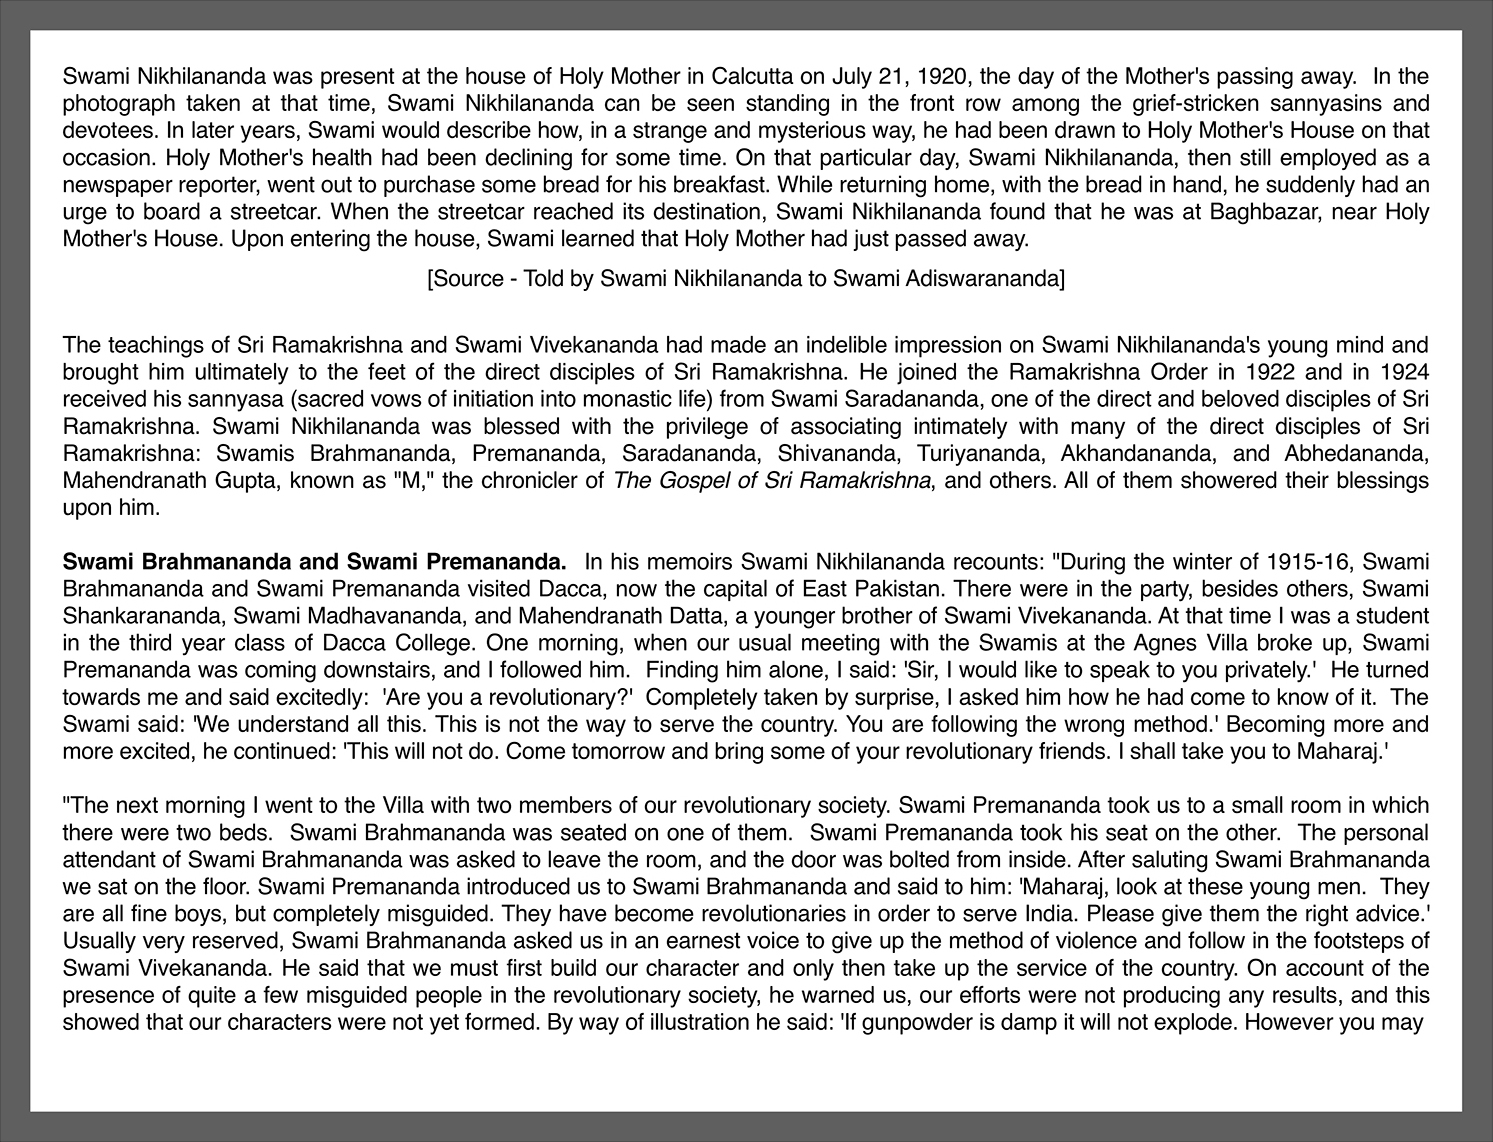 Swami Nikhilananda was present at the house of Holy Mother in Calcutta on July 21, 1920, the day of the Mother's passing away.  In the
photograph taken at that time, Swami Nikhilananda can be seen standing in the front row among the grief-stricken sannyasins and
devotees. In later years, Swami would describe how, in a strange and mysterious way, he had been drawn to Holy Mother's House on that
occasion. Holy Mother's health had been declining for some time. On that particular day, Swami Nikhilananda, then still employed as a
newspaper reporter, went out to purchase some bread for his breakfast. While returning home, with the bread in hand, he suddenly had an
urge to board a streetcar. When the streetcar reached its destination, Swami Nikhilananda found that he was at Baghbazar, near Holy
Mother's House. Upon entering the house, Swami learned that Holy Mother had just passed away.
[Source - Told by Swami Nikhilananda to Swami Adiswarananda]
The teachings of Sri Ramakrishna and Swami Vivekananda had made an indelible impression on Swami Nikhilananda's young mind and
brought him ultimately to the feet of the direct disciples of Sri Ramakrishna. He joined the Ramakrishna Order in 1922 and in 1924
received his sannyasa (sacred vows of initiation into monastic life) from Swami Saradananda, one of the direct and beloved disciples of Sri
Ramakrishna. Swami Nikhilananda was blessed with the privilege of associating intimately with many of the direct disciples of Sri
Ramakrishna: Swamis Brahmananda, Premananda, Saradananda, Shivananda, Turiyananda, Akhandananda, and Abhedananda,
Mahendranath Gupta, known as "M," the chronicler of The Gospel of Sri Ramakrishna, and others. All of them showered their blessings
upon him.
Swami Brahmananda and Swami Premananda.  In his memoirs Swami Nikhilananda recounts: "During the winter of 1915-16, Swami
Brahmananda and Swami Premananda visited Dacca, now the capital of East Pakistan. There were in the party, besides others, Swami
Shankarananda, Swami Madhavananda, and Mahendranath Datta, a younger brother of Swami Vivekananda. At that time I was a student
in the third year class of Dacca College. One morning, when our usual meeting with the Swamis at the Agnes Villa broke up, Swami
Premananda was coming downstairs, and I followed him.  Finding him alone, I said: 'Sir, I would like to speak to you privately.'  He turned
towards me and said excitedly:  'Are you a revolutionary?'  Completely taken by surprise, I asked him how he had come to know of it.  The
Swami said: 'We understand all this. This is not the way to serve the country. You are following the wrong method.' Becoming more and
more excited, he continued: 'This will not do. Come tomorrow and bring some of your revolutionary friends. I shall take you to Maharaj.'
"The next morning I went to the Villa with two members of our revolutionary society. Swami Premananda took us to a small room in which
there were two beds.  Swami Brahmananda was seated on one of them.  Swami Premananda took his seat on the other.  The personal
attendant of Swami Brahmananda was asked to leave the room, and the door was bolted from inside. After saluting Swami Brahmananda
we sat on the floor. Swami Premananda introduced us to Swami Brahmananda and said to him: 'Maharaj, look at these young men.  They
are all fine boys, but completely misguided. They have become revolutionaries in order to serve India. Please give them the right advice.'
Usually very reserved, Swami Brahmananda asked us in an earnest voice to give up the method of violence and follow in the footsteps of
Swami Vivekananda. He said that we must first build our character and only then take up the service of the country. On account of the
presence of quite a few misguided people in the revolutionary society, he warned us, our efforts were not producing any results, and this
showed that our characters were not yet formed. By way of illustration he said: 'If gunpowder is damp it will not explode. However you may